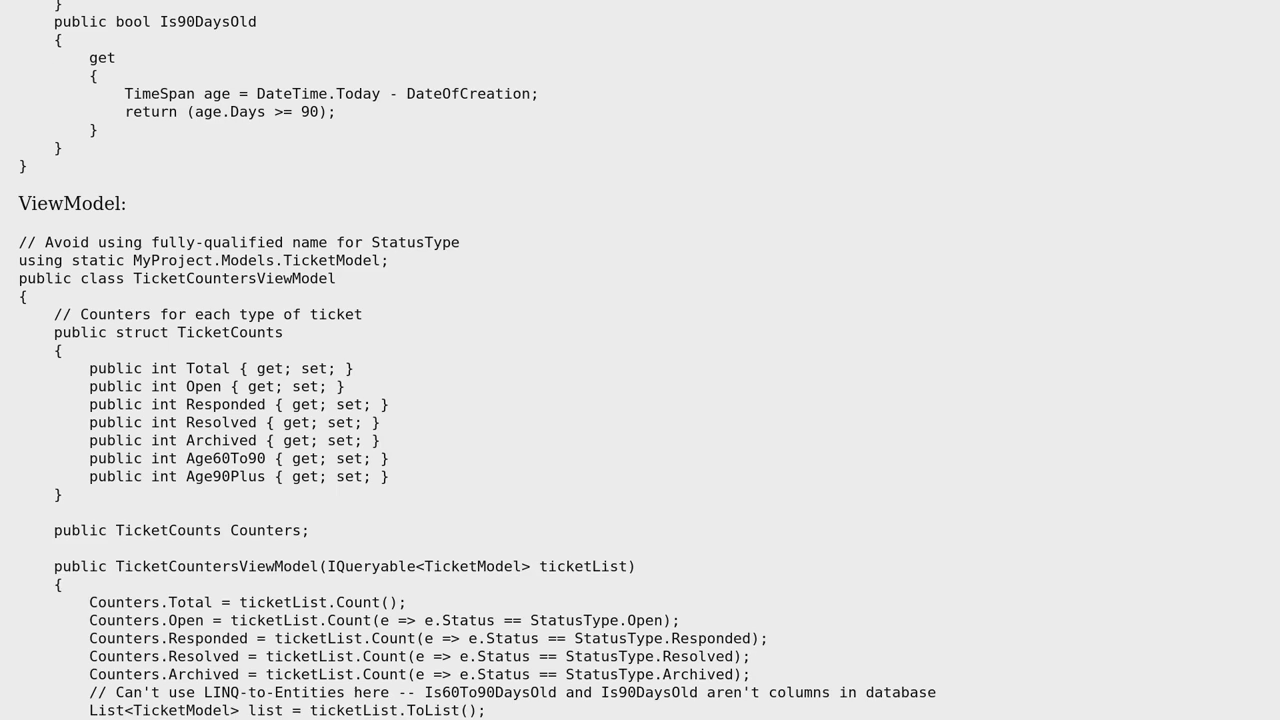 }
    public bool Is90DaysOld
    {
        get
        {
            TimeSpan age = DateTime.Today - DateOfCreation;
            return (age.Days >= 90);
        }
    }
}
ViewModel:
// Avoid using fully-qualified name for StatusType
using static MyProject.Models.TicketModel;
public class TicketCountersViewModel
{
    // Counters for each type of ticket
    public struct TicketCounts
    {
        public int Total { get; set; }
        public int Open { get; set; }
        public int Responded { get; set; }
        public int Resolved { get; set; }
        public int Archived { get; set; }
        public int Age60To90 { get; set; }
        public int Age90Plus { get; set; }
    }

    public TicketCounts Counters;

    public TicketCountersViewModel(IQueryable<TicketModel> ticketList)
    {
        Counters.Total = ticketList.Count();
        Counters.Open = ticketList.Count(e => e.Status == StatusType.Open);
        Counters.Responded = ticketList.Count(e => e.Status == StatusType.Responded);
        Counters.Resolved = ticketList.Count(e => e.Status == StatusType.Resolved);
        Counters.Archived = ticketList.Count(e => e.Status == StatusType.Archived);
        // Can't use LINQ-to-Entities here -- Is60To90DaysOld and Is90DaysOld aren't columns in database
        List<TicketModel> list = ticketList.ToList();